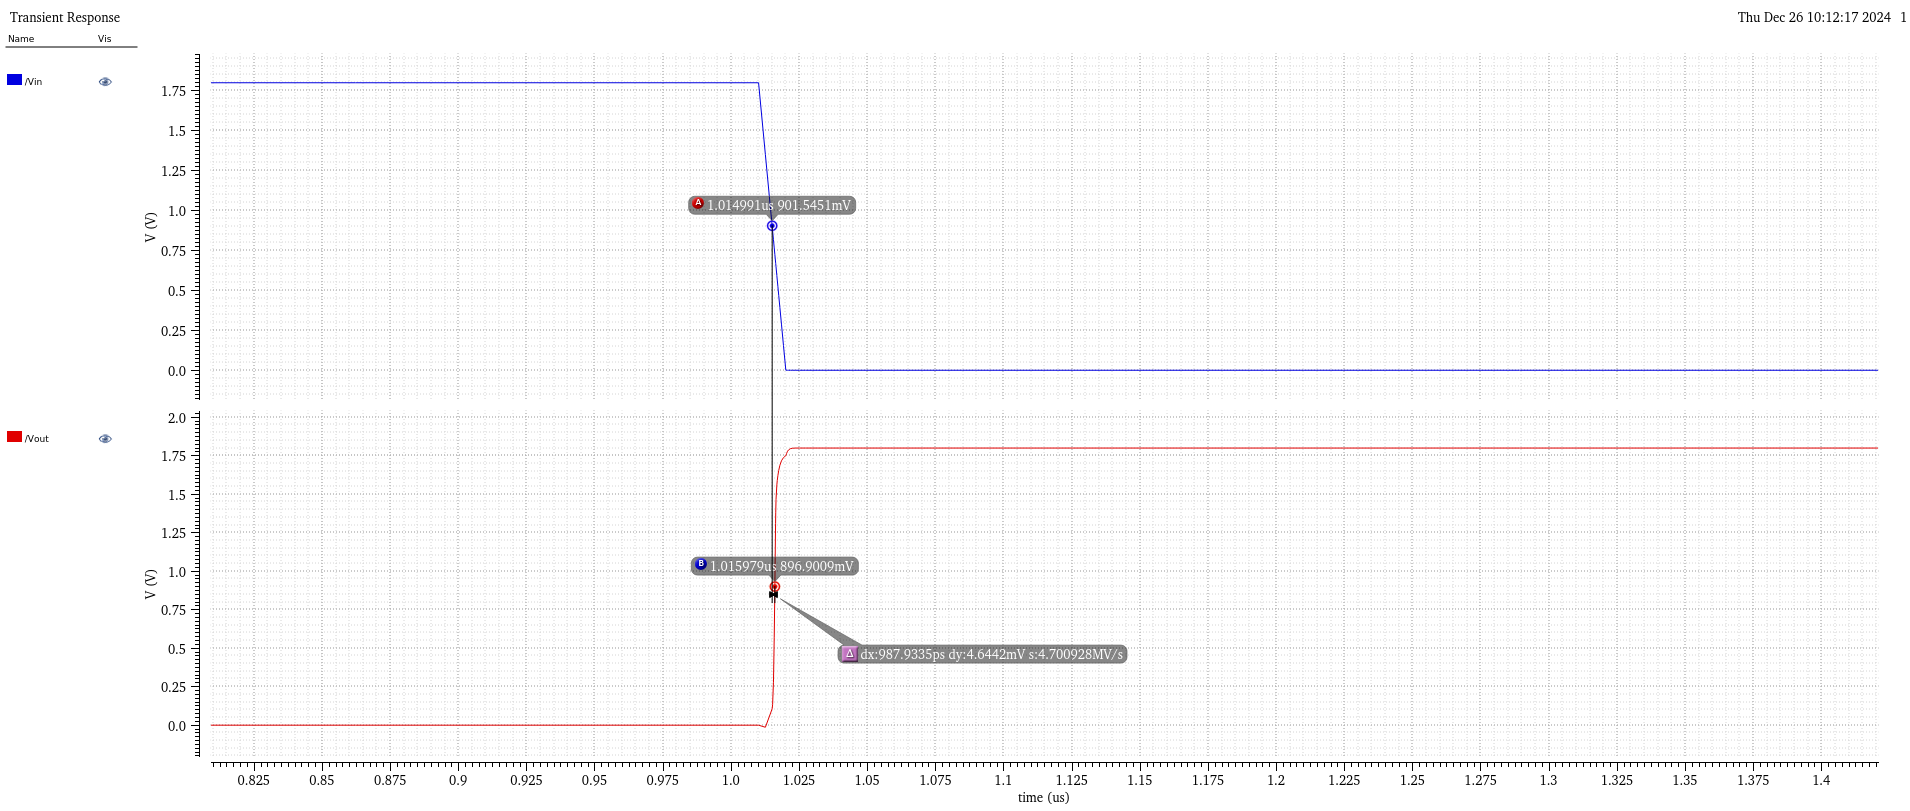 Transient Response
Thu Dec 26 10:12:17 2024 1
Name Vis
/Vin
1.75
1.5
1.25
1.0
0.75
0.5
0.25
0.0
V (V)
A 1.014991us 901.5451mV
/Vout
2.0
1.75
1.5
1.25
1.0
0.75
0.5
0.25
0.0
V (V)
B 1.015979us 896.9009mV
Δ dx:987.9335ps dy:4.6442mV s:4.700928MV/s
0.825 0.85 0.875 0.9 0.925 0.95 0.975 1.0 1.025 1.05 1.075 1.1 1.125 1.15 1.175 1.2 1.225 1.25 1.275 1.3 1.325 1.35 1.375 1.4
time (us)